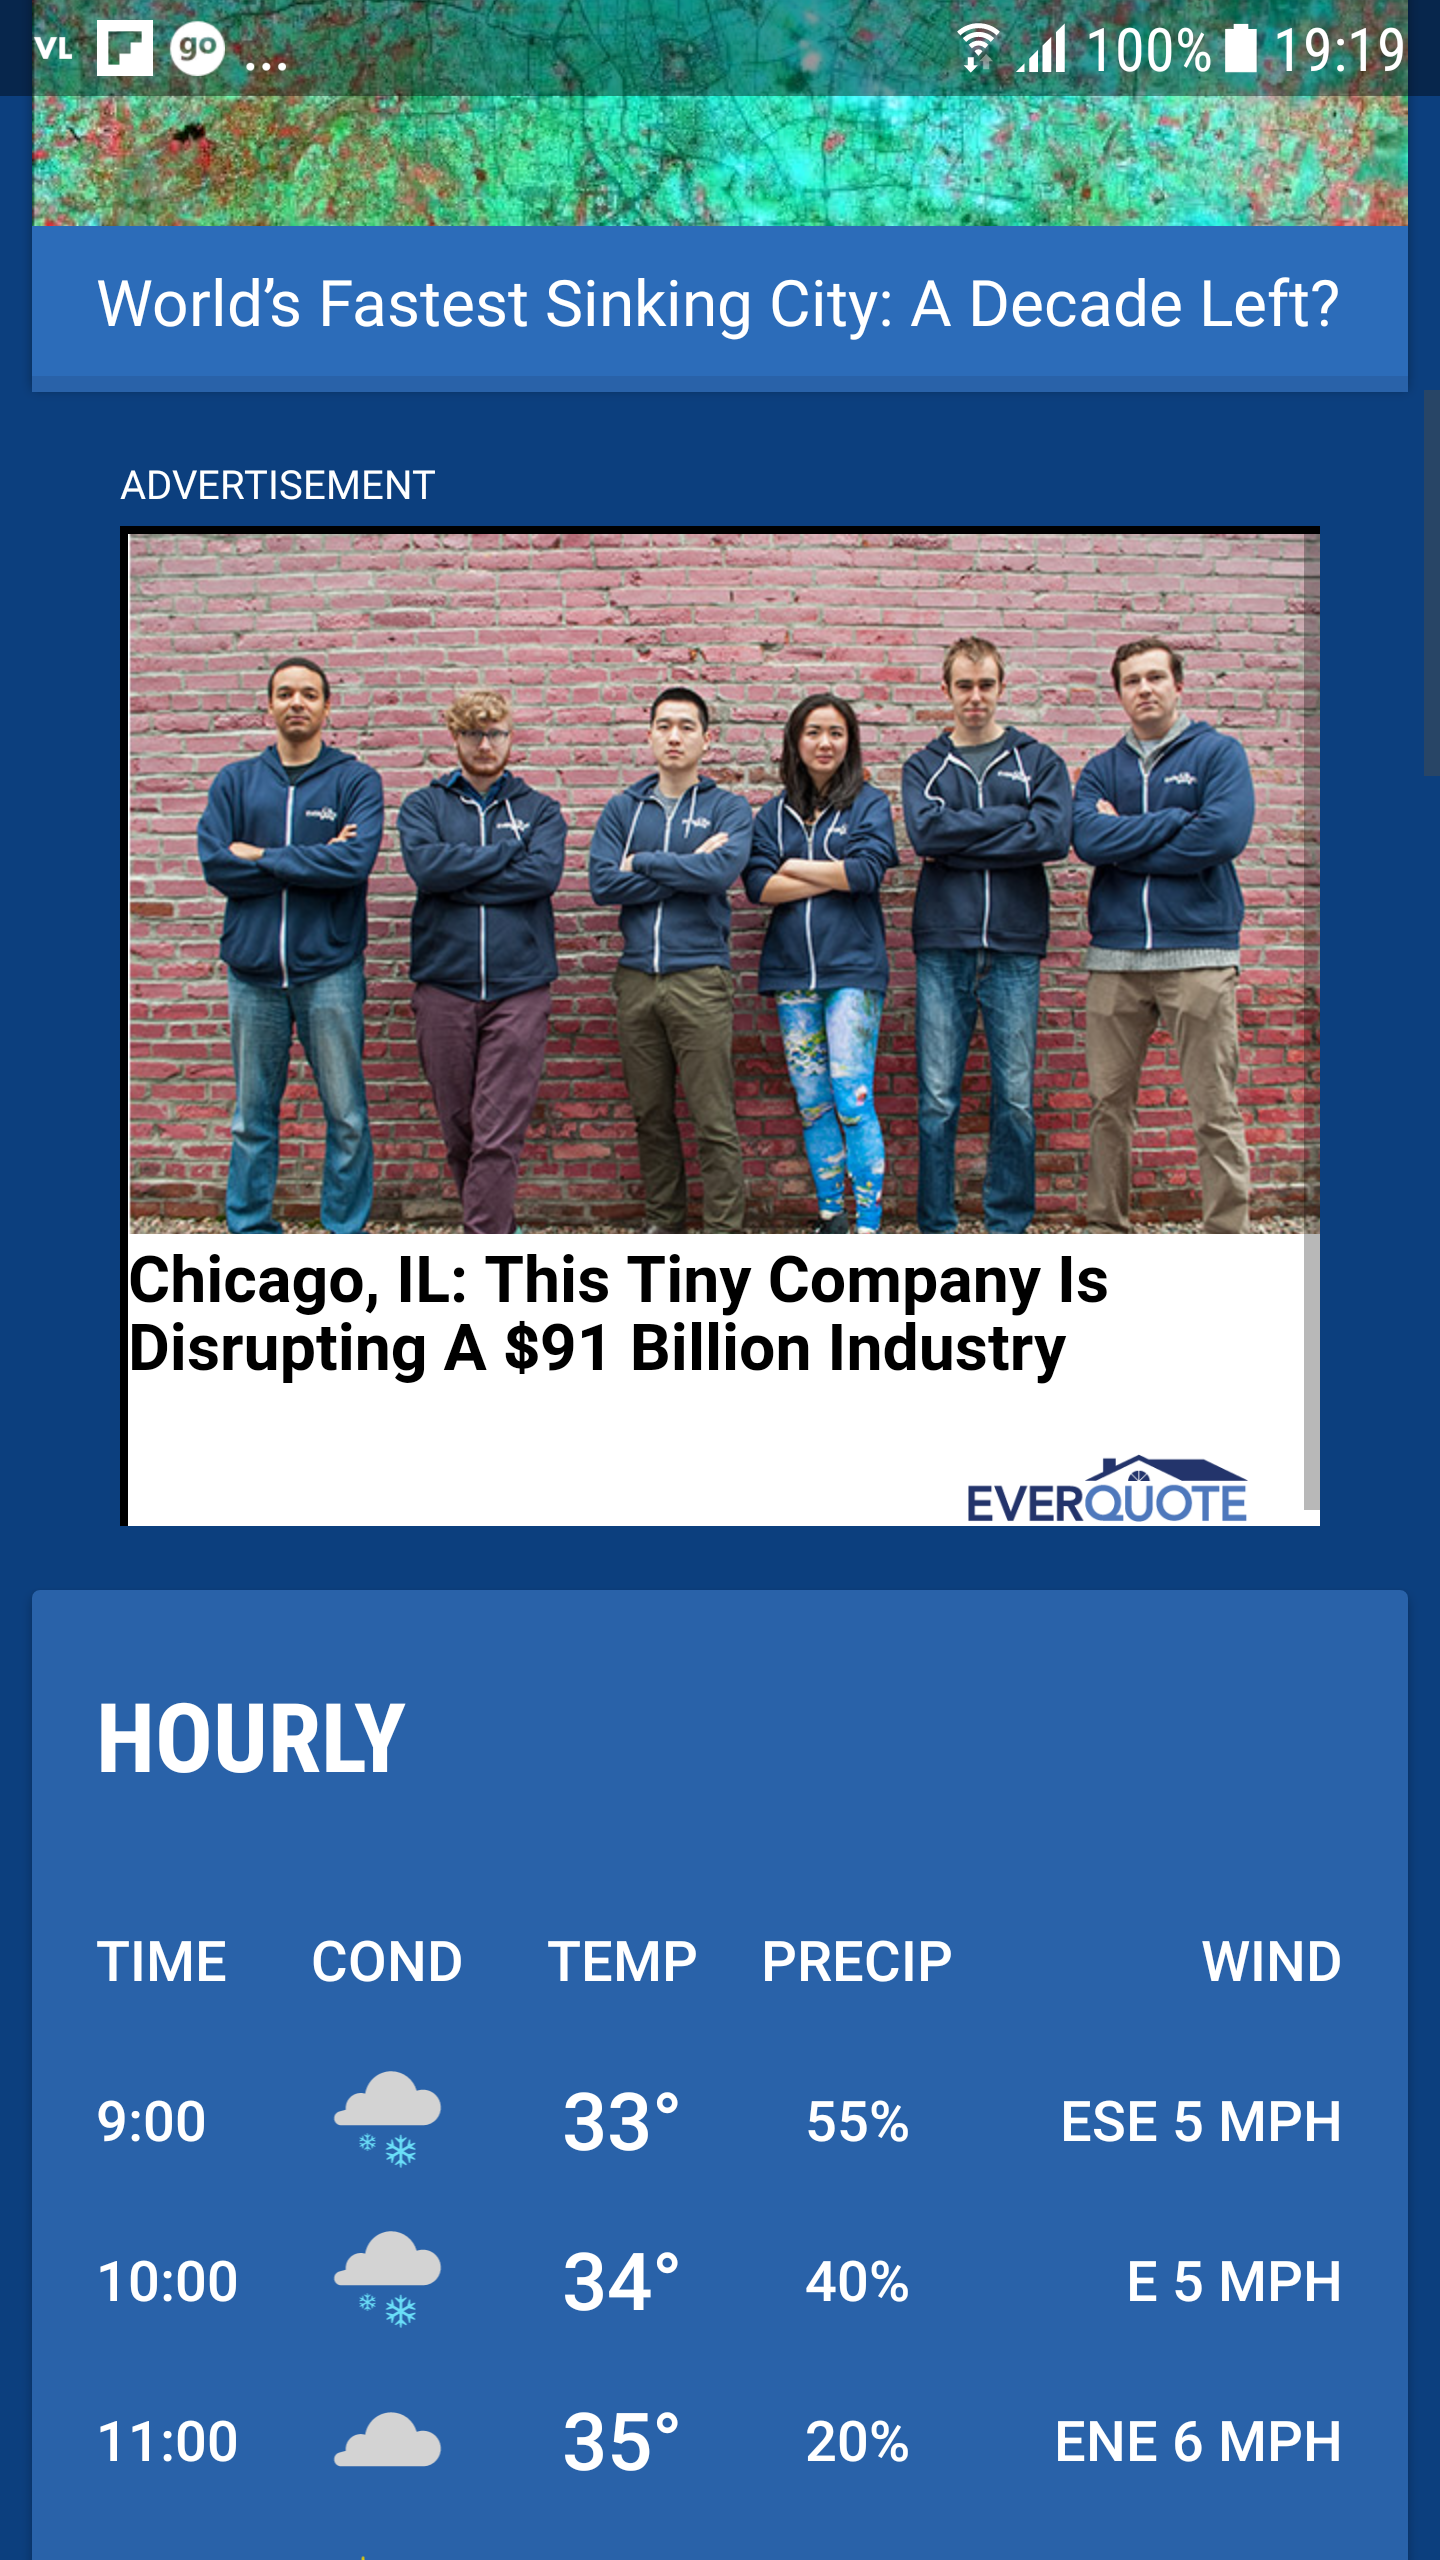 VL go ... 100% 19:19
World’s Fastest Sinking City: A Decade Left?
ADVERTISEMENT
Chicago, IL: This Tiny Company Is
Disrupting A $91 Billion Industry
EVERQUOTE
HOURLY
TIME COND TEMP PRECIP WIND
9:00 33° 55% ESE 5 MPH
10:00 34° 40% E 5 MPH
11:00 35° 20% ENE 6 MPH